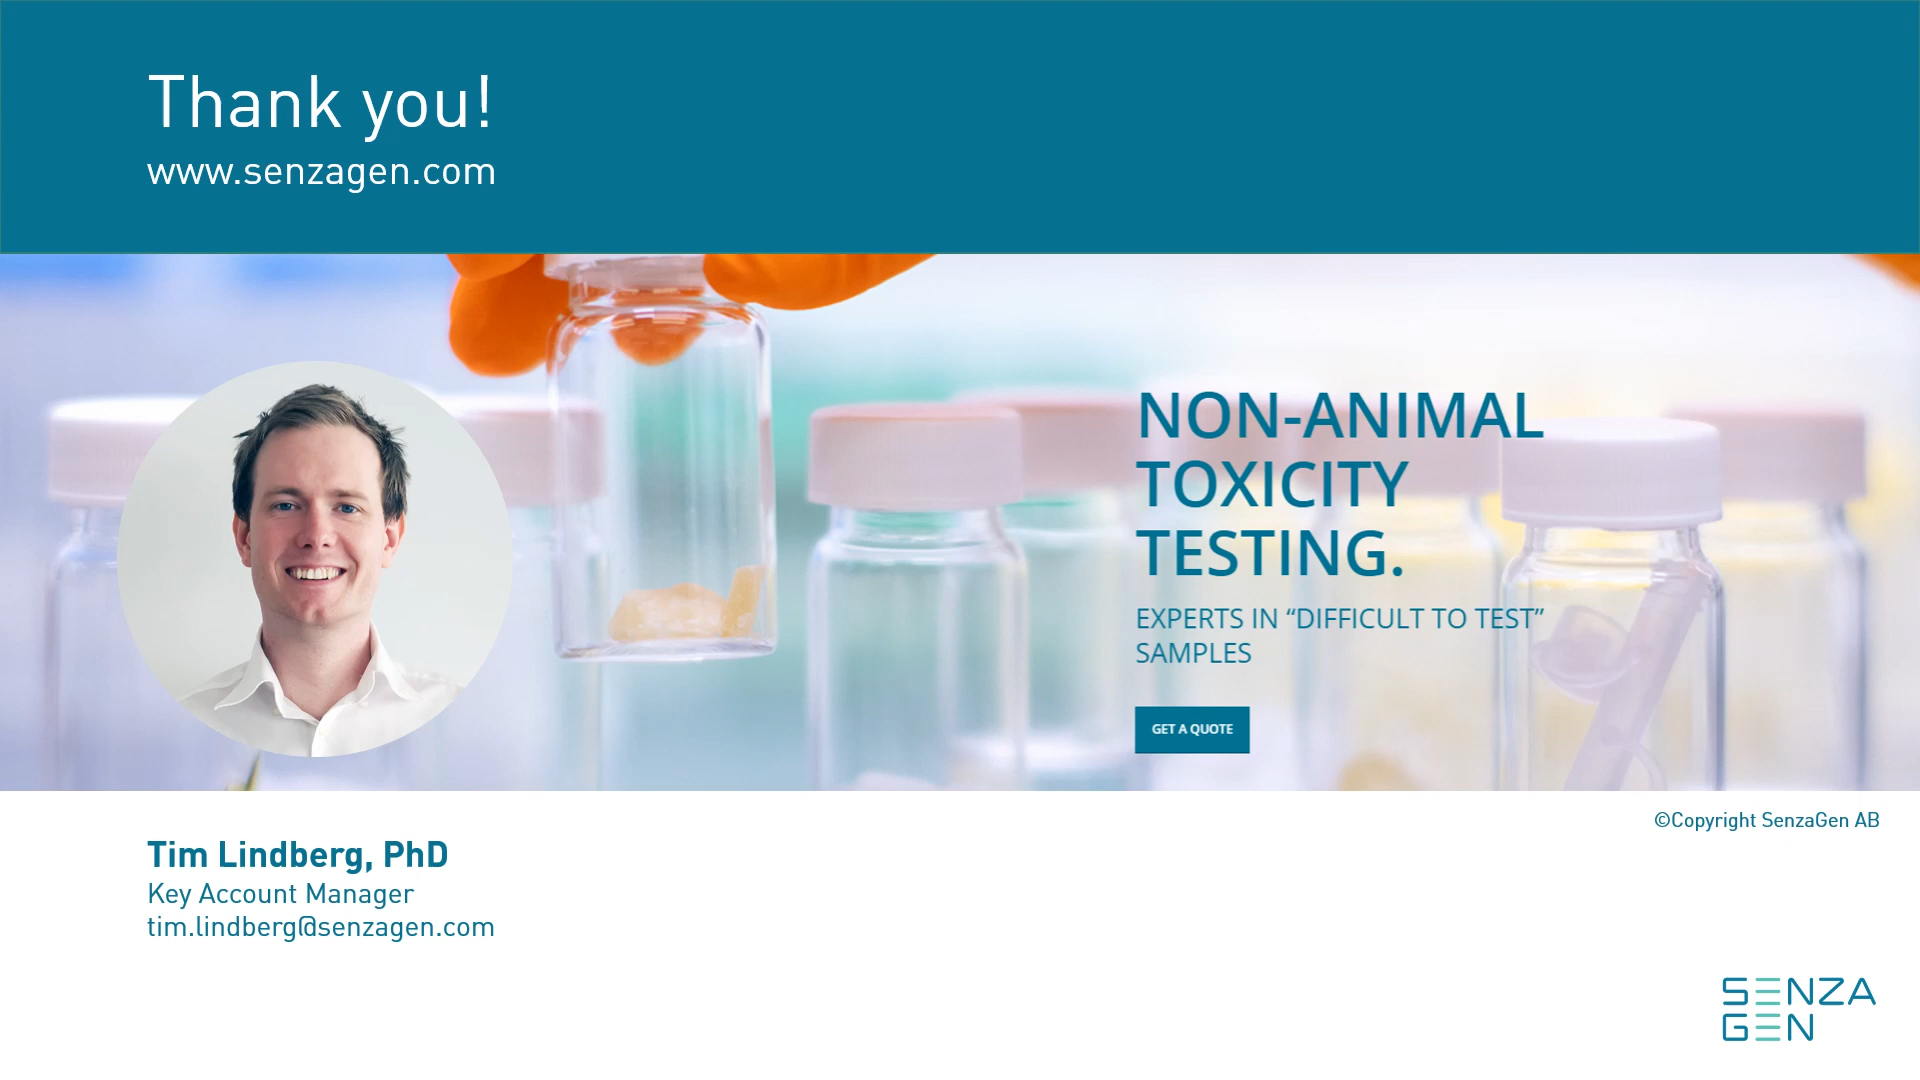 Thank you!
www.senzagen.com
NON-ANIMAL
TOXICITY
TESTING.
EXPERTS IN “DIFFICULT TO TEST”
SAMPLES
GET A QUOTE
©Copyright SenzaGen AB
Tim Lindberg, PhD
Key Account Manager
tim.lindberg@senzagen.com
SENZA
GEN